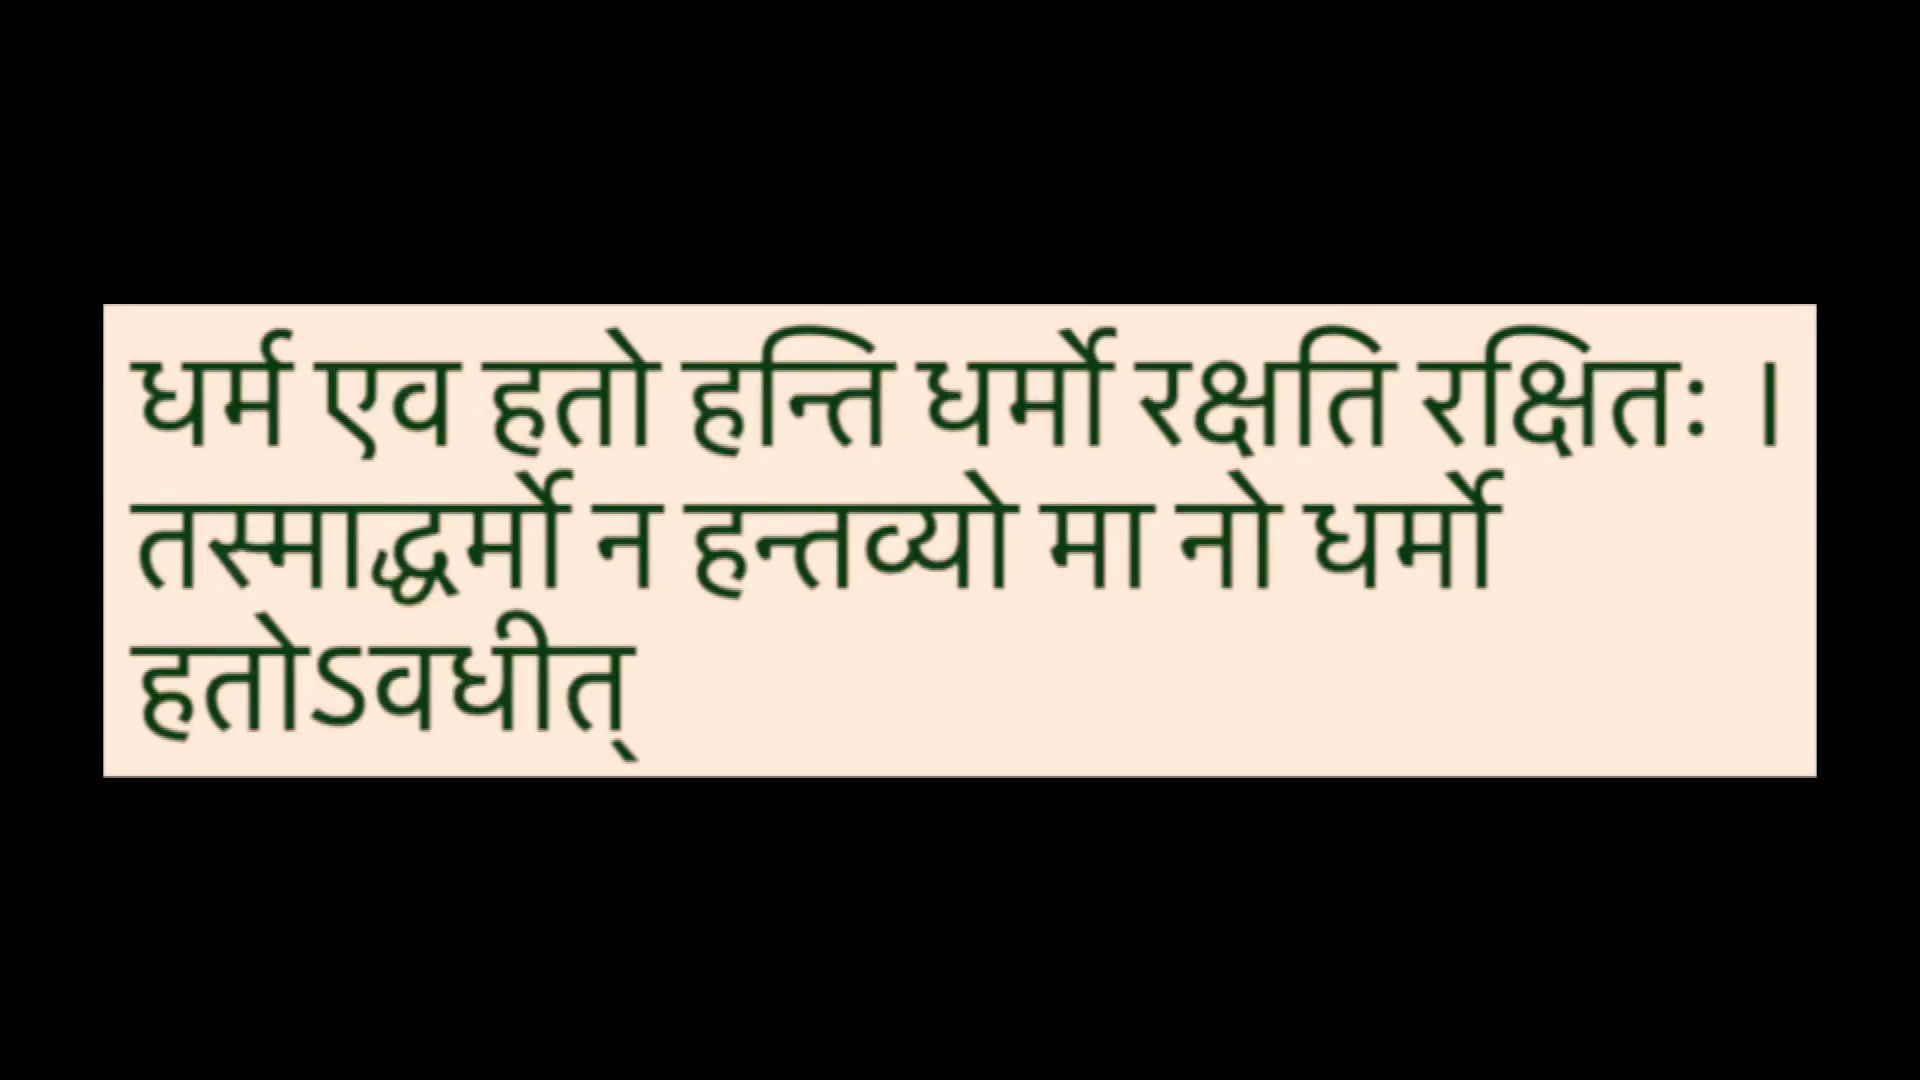 धर्म एव हतो हन्ति धर्मो रक्षति रक्षितः ।
तस्माद्धर्मो न हन्तव्यो मा नो धर्मो
हतोऽवधीत्